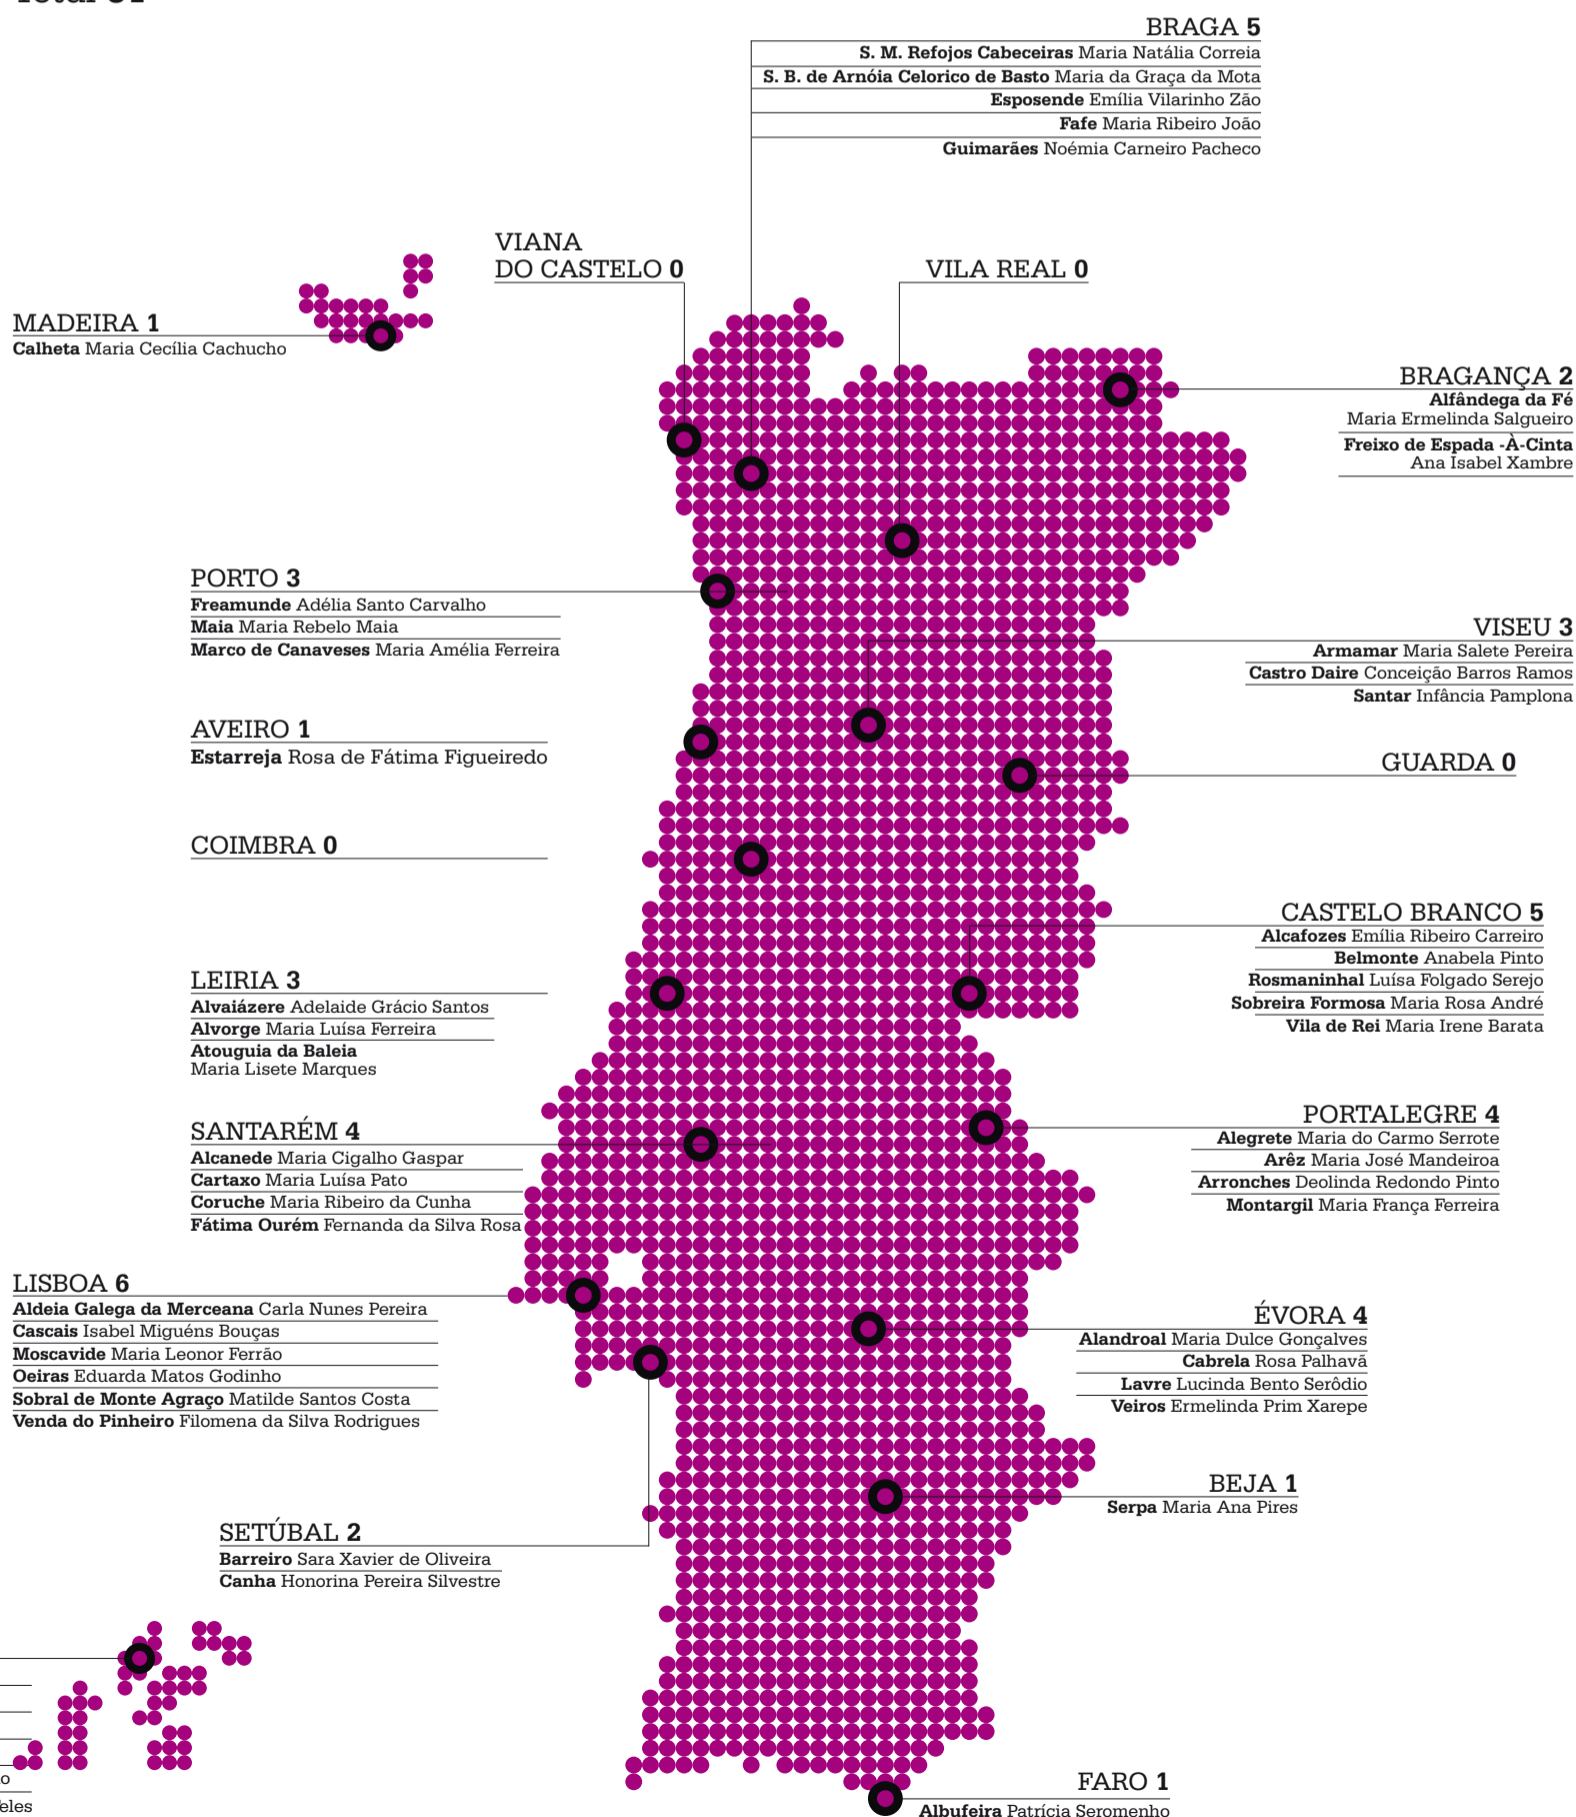 BRAGA 5
S. M. Refojos Cabeceiras Maria Natália Correia
S. B. de Arnóia Celorico de Basto Maria da Graça da Mota
Esposende Emília Vilarinho Zão
Fafe Maria Ribeiro João
Guimarães Noémia Carneiro Pacheco
VIANA
DO CASTELO 0
VILA REAL 0
MADEIRA 1
Calheta Maria Cecília Cachucho
BRAGANÇA 2
Alfândega da Fé
Maria Ermelinda Salgueiro
Freixo de Espada -À-Cinta
Ana Isabel Xambre
PORTO 3
Freamunde Adélia Santo Carvalho
Maia Maria Rebelo Maia
Marco de Canaveses Maria Amélia Ferreira
VISEU 3
Armamar Maria Salete Pereira
Castro Daire Conceição Barros Ramos
Santar Infância Pamplona
AVEIRO 1
Estarreja Rosa de Fátima Figueiredo
GUARDA 0
COIMBRA 0
CASTELO BRANCO 5
Alcafozes Emília Ribeiro Carreiro
Belmonte Anabela Pinto
Rosmaninhal Luísa Folgado Serejo
Sobreira Formosa Maria Rosa André
Vila de Rei Maria Irene Barata
LEIRIA 3
Alvaiázere Adelaide Grácio Santos
Alvorge Maria Luísa Ferreira
Atouguia da Baleia
Maria Lisete Marques
SANTARÉM 4
Alcanede Maria Cigalho Gaspar
Cartaxo Maria Luísa Pato
Coruche Maria Ribeiro da Cunha
Fátima Ourém Fernanda da Silva Rosa
PORTALEGRE 4
Alegrete Maria do Carmo Serrote
Arêz Maria José Mandeiroa
Arronches Deolinda Redondo Pinto
Montargil Maria França Ferreira
LISBOA 6
Aldeia Galega da Merceana Carla Nunes Pereira
Cascais Isabel Miguéns Bouças
Moscavide Maria Leonor Ferrão
Oeiras Eduarda Matos Godinho
Sobral de Monte Agraço Matilde Santos Costa
Venda do Pinheiro Filomena da Silva Rodrigues
ÉVORA 4
Alandroal Maria Dulce Gonçalves
Cabrela Rosa Palhavã
Lavre Lucinda Bento Serôdio
Veiros Ermelinda Prim Xarepe
BEJA 1
Serpa Maria Ana Pires
SETÚBAL 2
Barreiro Sara Xavier de Oliveira
Canha Honorina Pereira Silvestre
o
eles
FARO 1
Albufeira Patrícia Seromenho